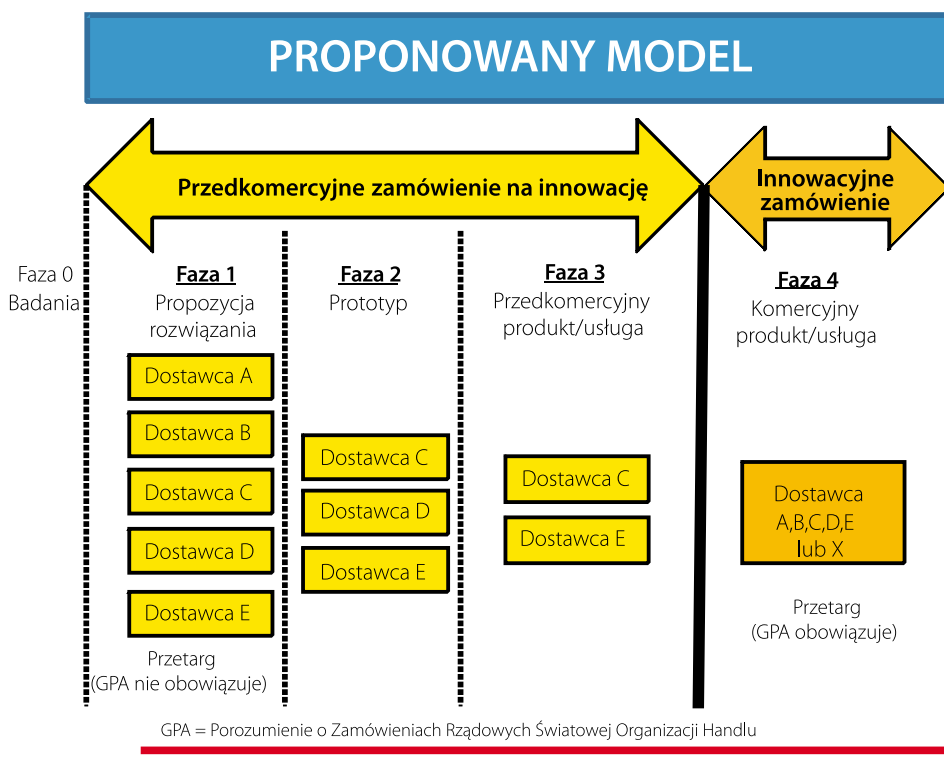 PROPONOWANY MODEL
Przedkomercyjne zamówienie na innowację
Innowacyjne
zamówienie
Faza 0
Badania
Faza 1
Propozycja
rozwiązania
Dostawca A
Dostawca B
Dostawca C
Dostawca D
Dostawca E
Przetarg
(GPA nie obowiązuje)
Faza 2
Prototyp
Dostawca C
Dostawca D
Dostawca E
Faza 3
Przedkomercyjny
produkt/usługa
Dostawca C
Dostawca E
Faza 4
Komercyjny
produkt/usługa
Dostawca
A,B,C,D,E
lub X
Przetarg
(GPA obowiązuje)
GPA = Porozumienie o Zamówieniach Rządowych Światowej Organizacji Handlu